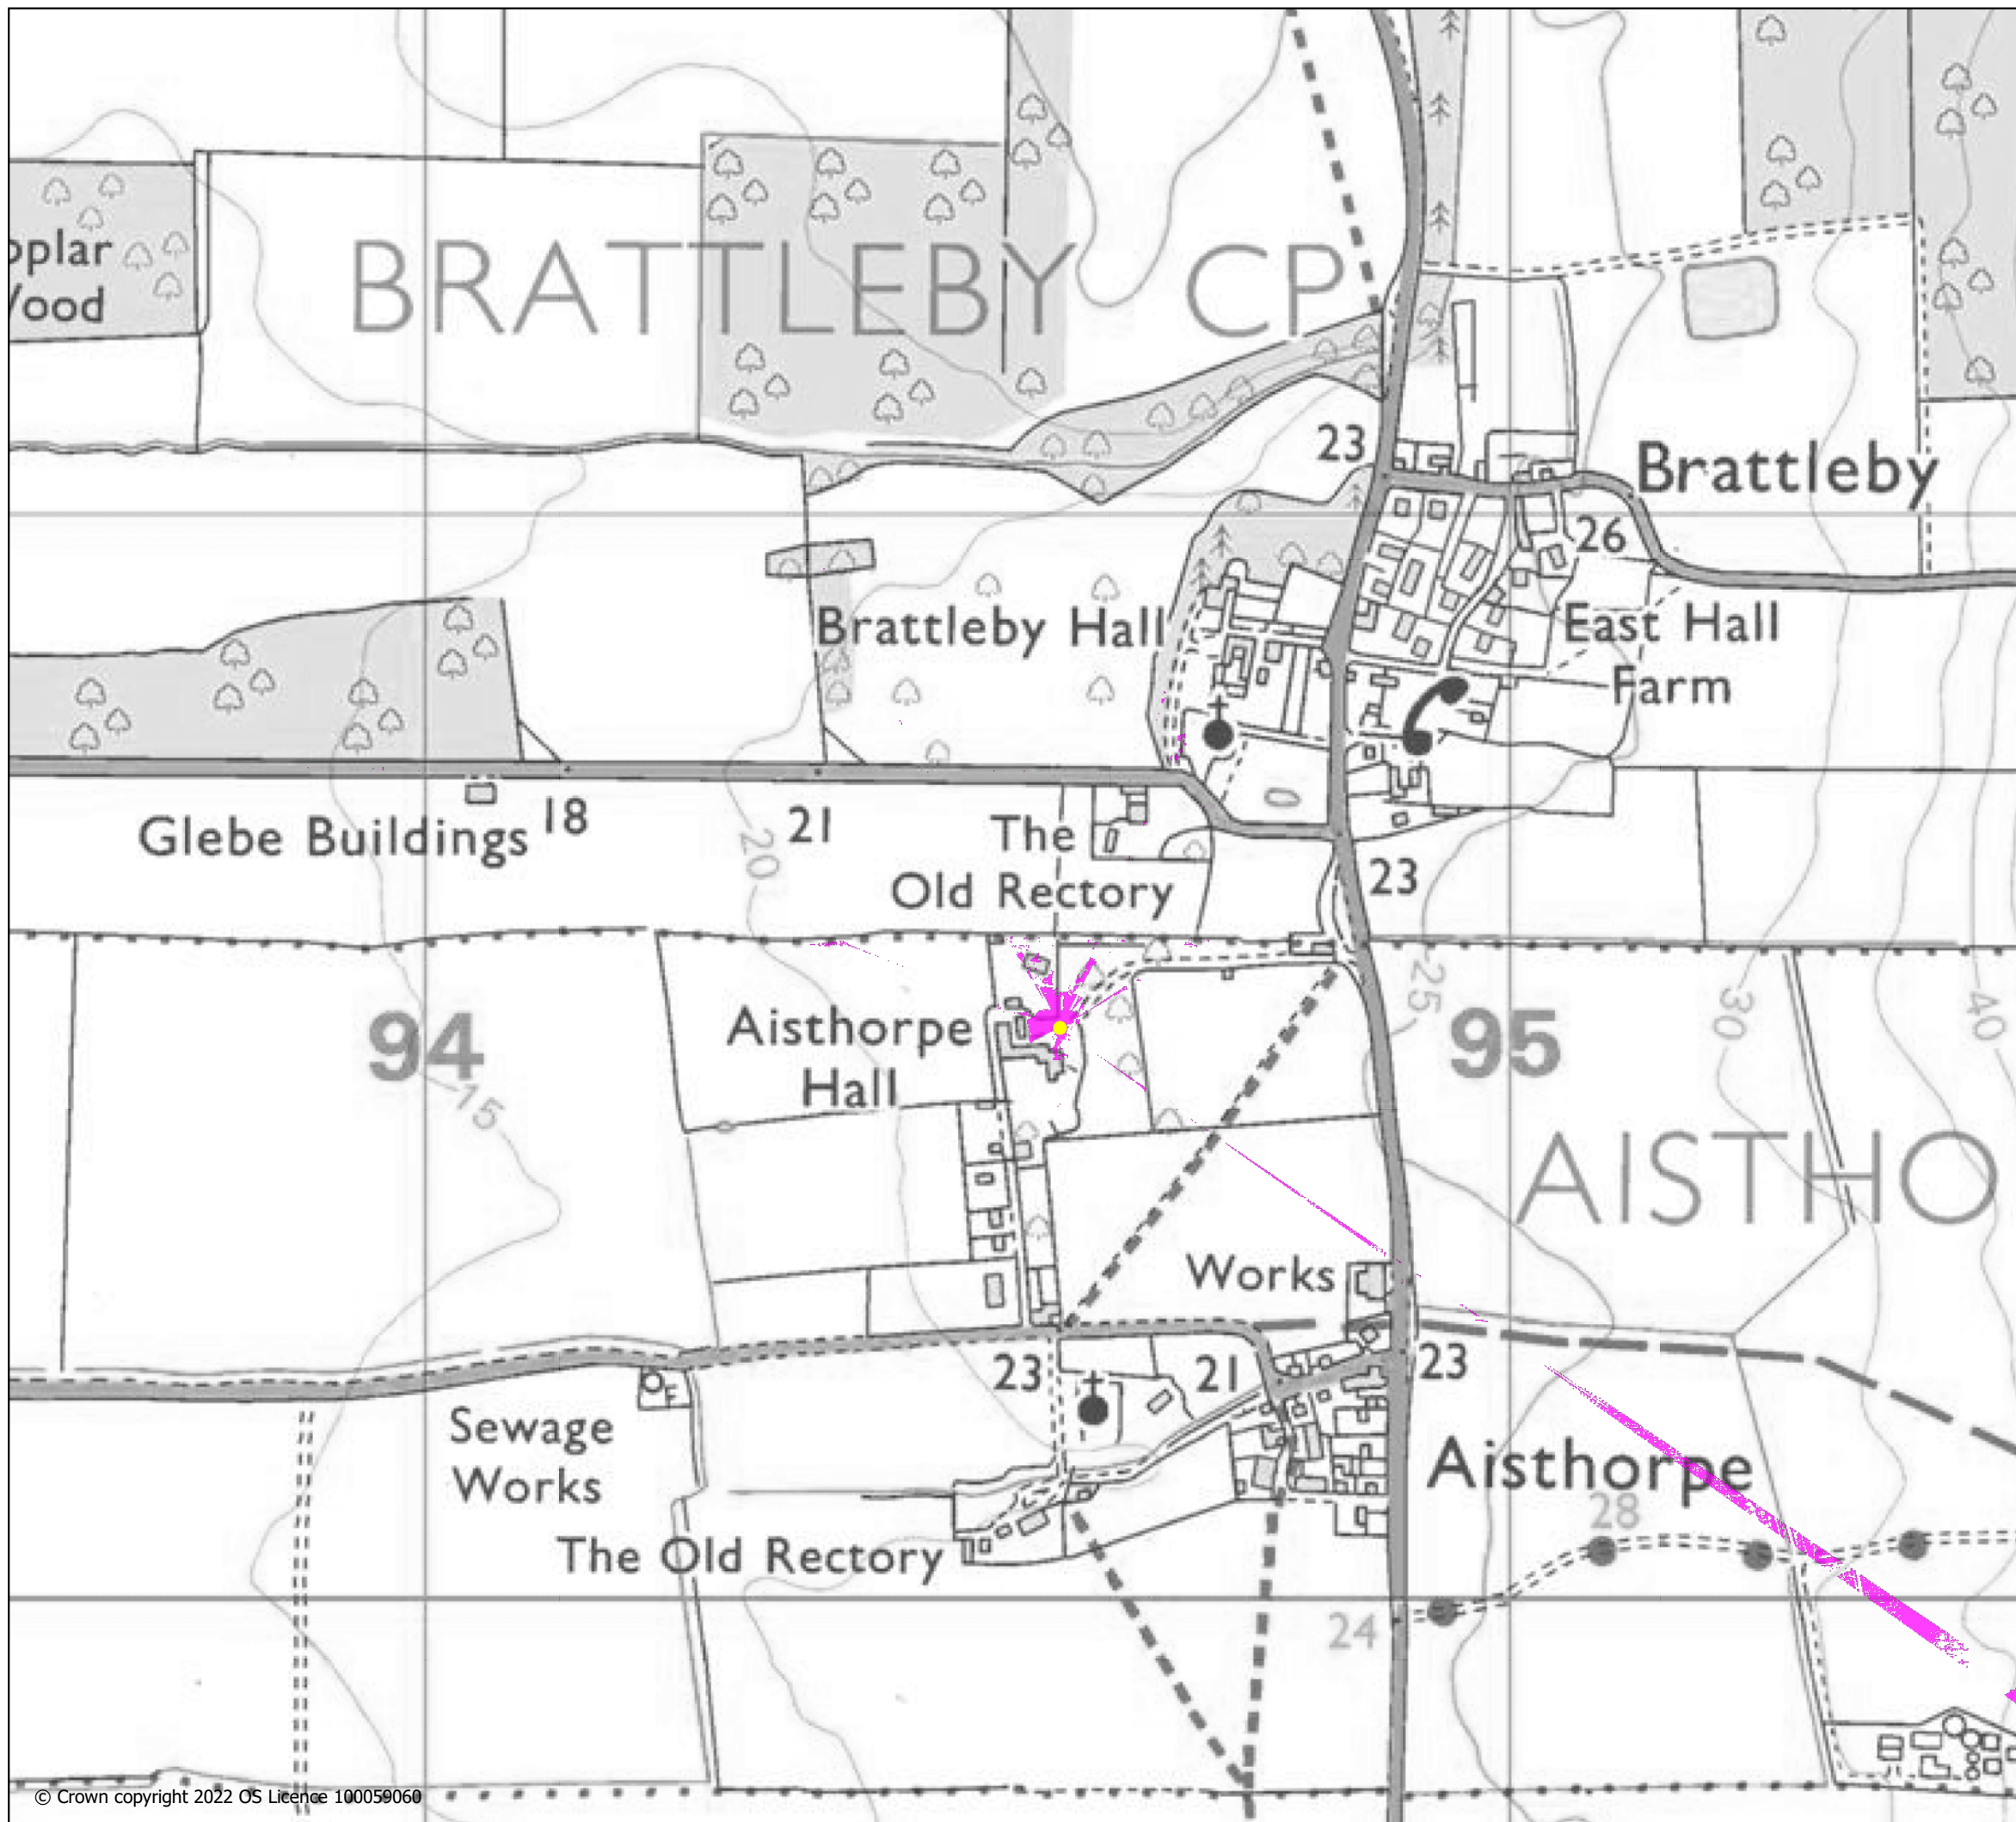 oplar
Wood
BRATTLEBY CP
23
Brattleby
26
Brattleby Hall
East Hall
Farm
18
21
Glebe Buildings
20
The
Old Rectory
23
94
Aisthorpe
Hall
25
95
30
40
15
AISTHO
Works
23
21
23
Sewage
Works
Aisthorpe
28
The Old Rectory
24
© Crown copyright 2022 OS Licence 100059060